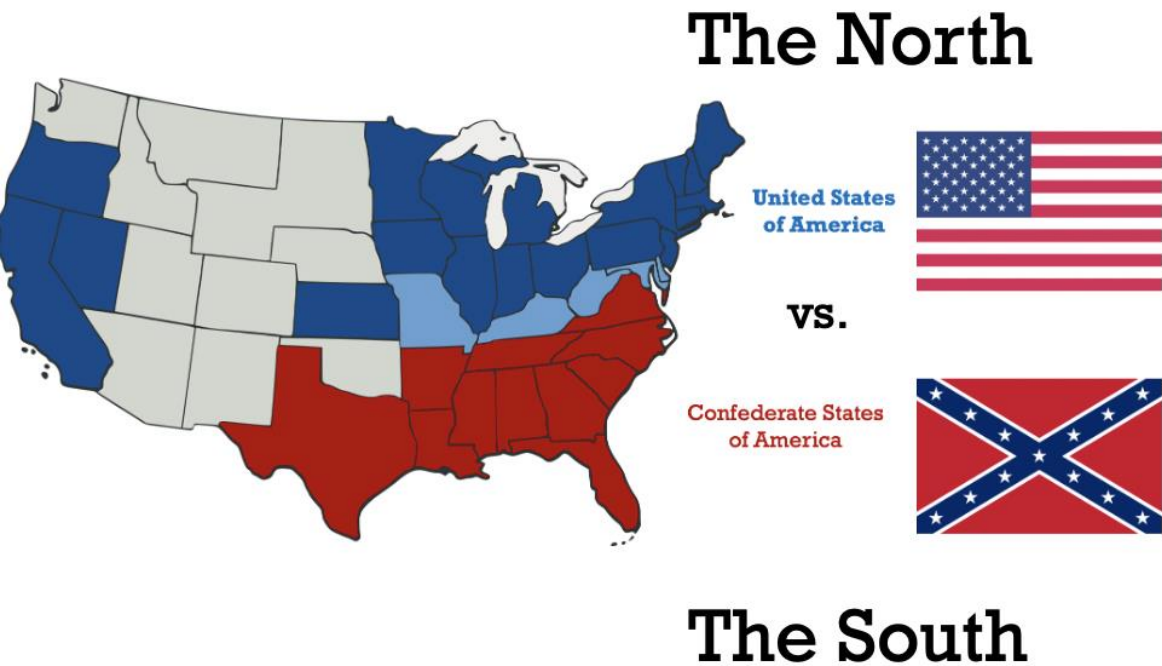 The North
United States
of America
vs.
Confederate States
of America
The South